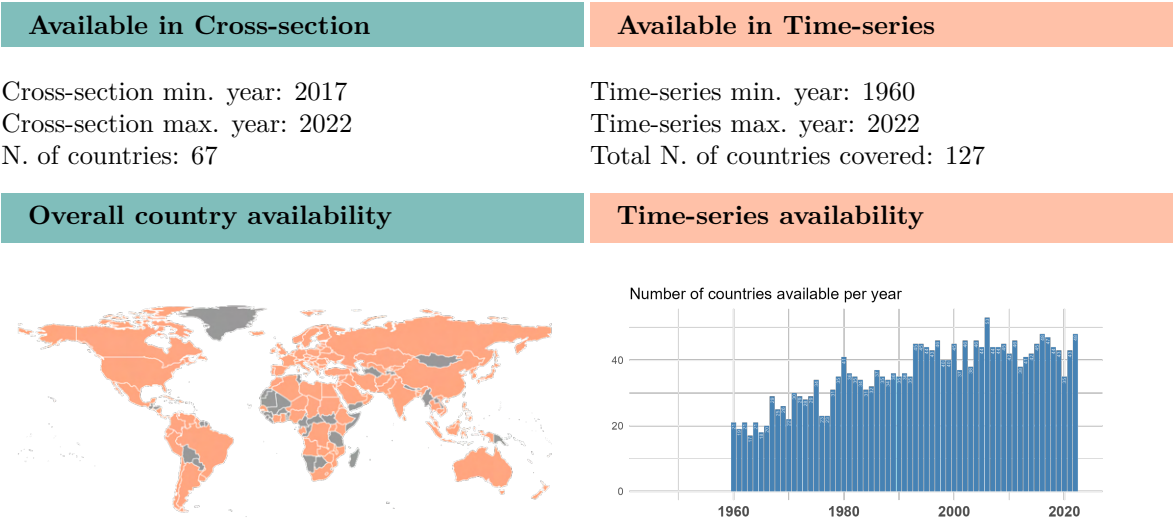 Available in Cross-section
Cross-section min. year: 2017
Cross-section max. year: 2022
N. of countries: 67
Overall country availability
Available in Time-series
Time-series min. year: 1960
Time-series max. year: 2022
Total N. of countries covered: 127
Time-series availability
Number of countries available per year
40
20
0
1960
1980
2000
2020